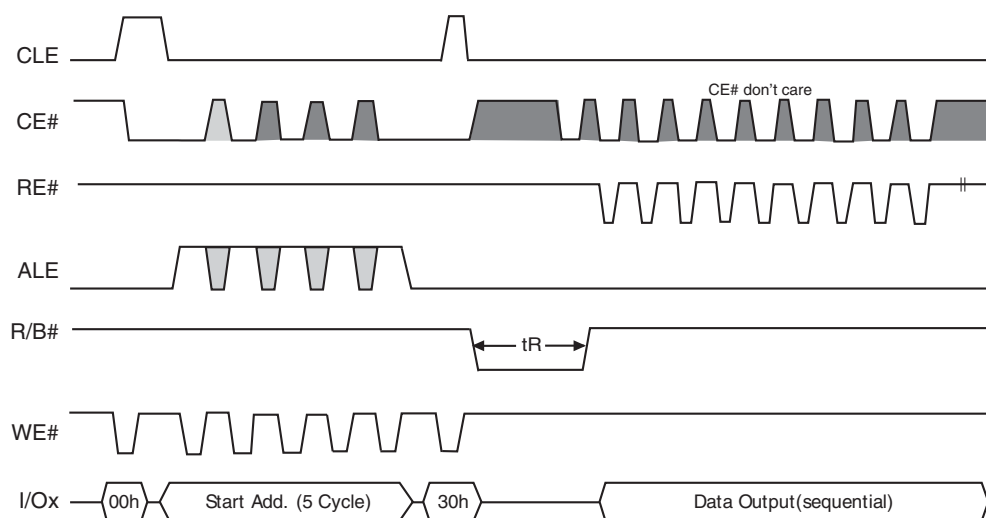 CLE
CE# don't care
CE#
RE#
ALE
R/B#
tR
WE#
I/Ox
00h
Start Add. (5 Cycle)
30h
Data Output(sequential)